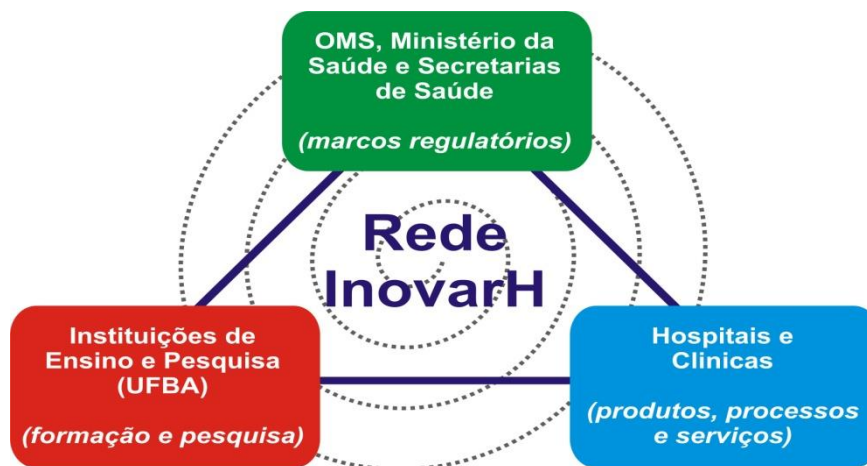 OMS, Ministério da
Saúde e Secretarias
de Saúde
(marcos regulatórios)
Rede
InovarH
Instituições de
Ensino e Pesquisa
(UFBA)
(formação e pesquisa)
Hospitais e
Clinicas
(produtos, processos
e serviços)